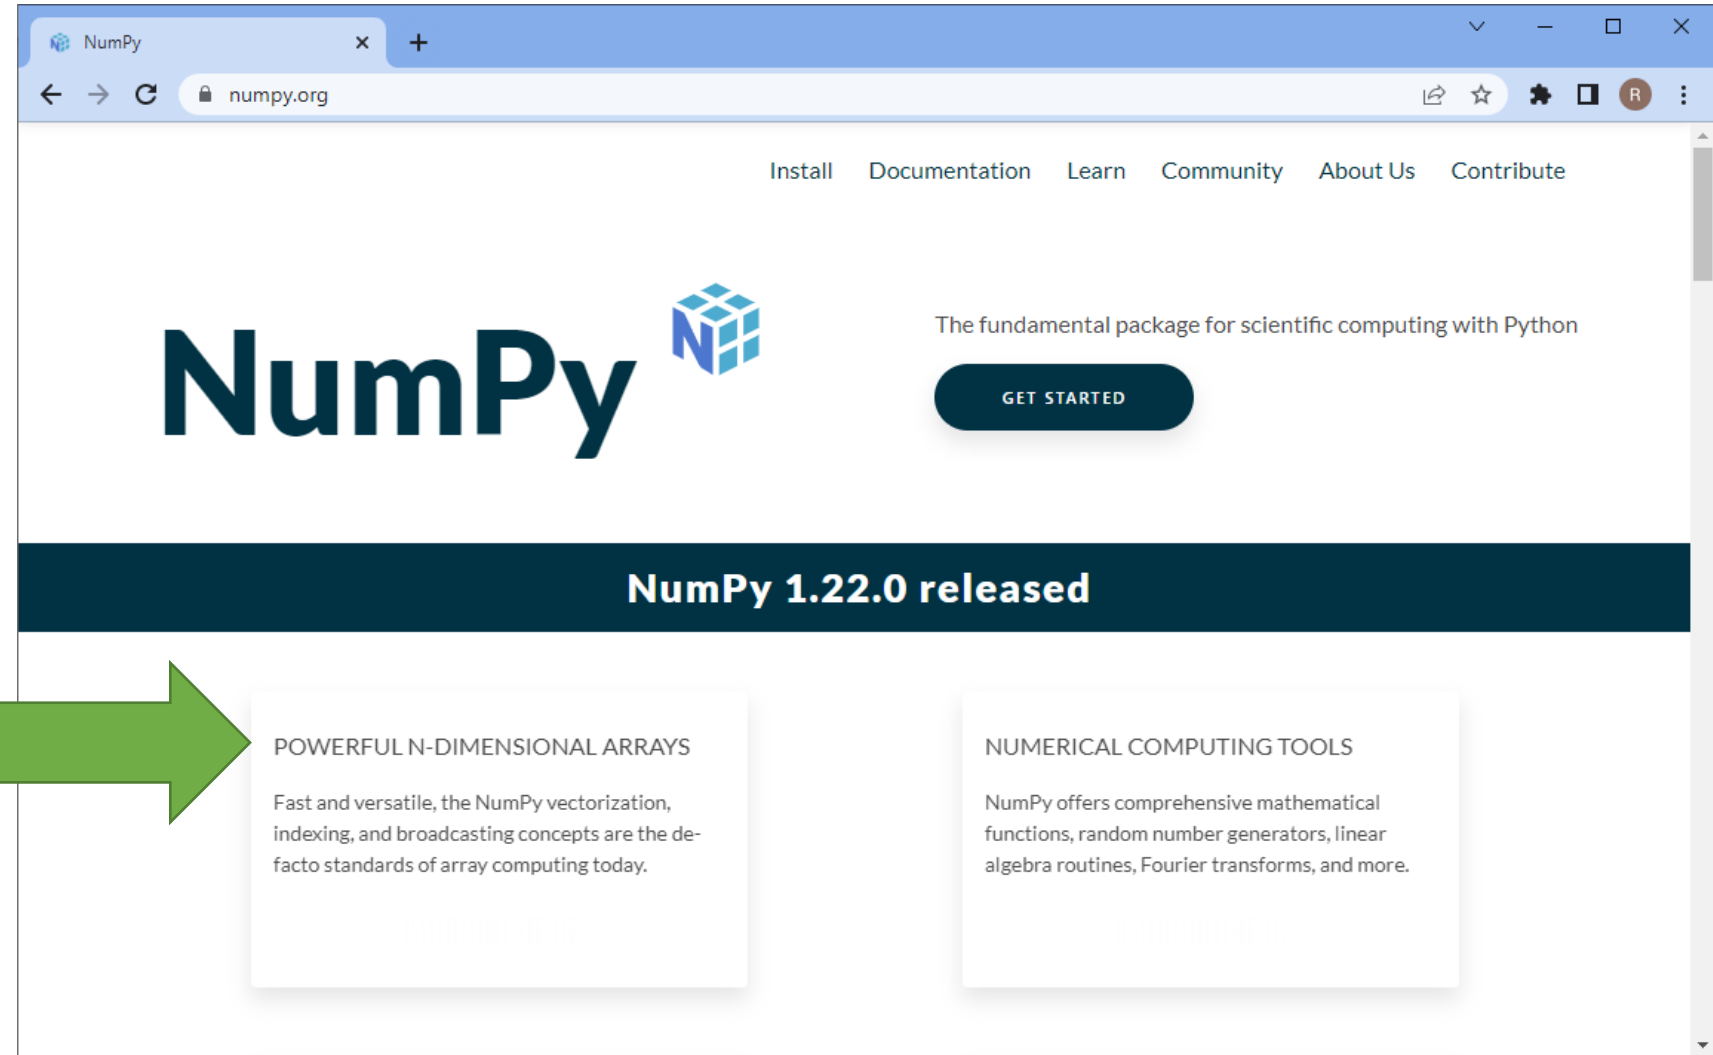 NumPy
numpy.org
R
Install Documentation Learn Community About Us Contribute
NumPy
N
The fundamental package for scientific computing with Python
GET STARTED
NumPy 1.22.0 released
POWERFUL N-DIMENSIONAL ARRAYS
Fast and versatile, the NumPy vectorization,
indexing, and broadcasting concepts are the de-
facto standards of array computing today.
NUMERICAL COMPUTING TOOLS
NumPy offers comprehensive mathematical
functions, random number generators, linear
algebra routines, Fourier transforms, and more.